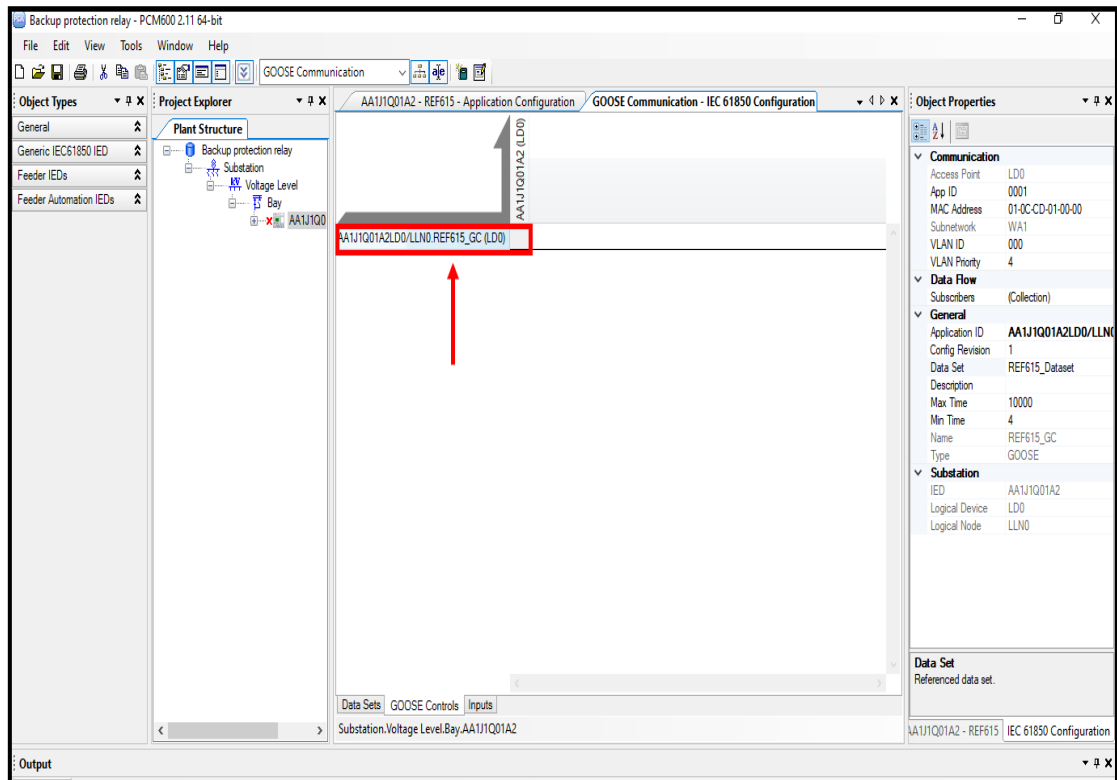 Backup protection relay - PCM600 2.11 64-bit
File Edit View Tools Window Help
GOOSE Communication
Object Types
General
Generic IEC61850 IED
Feeder IEDs
Feeder Automation IEDs
Project Explorer
Plant Structure
Backup protection relay
Substation
Voltage Level
Bay
AA1J1Q0
AA1J1Q01A2 - REF615 - Application Configuration
GOOSE Communication - IEC 61850 Configuration
AA1J1Q01A2 (LD0)
AA1J1Q01A2LD0/LLN0.REF615_GC (LD0)
Data Sets GOOSE Controls Inputs
Substation.Voltage Level.Bay.AA1J1Q01A2
Object Properties
Communication
Access Point LD0
App ID 0001
MAC Address 01-0C-CD-01-00-00
Subnetwork WA1
VLAN ID 000
VLAN Priority 4
Data Flow
Subscribers (Collection)
General
Application ID AA1J1Q01A2LD0/LLN0
Config Revision 1
Data Set REF615_Dataset
Description
Max Time 10000
Min Time 4
Name REF615_GC
Type GOOSE
Substation
IED AA1J1Q01A2
Logical Device LD0
Logical Node LLN0
Data Set
Referenced data set.
AA1J1Q01A2 - REF615 IEC 61850 Configuration
Output